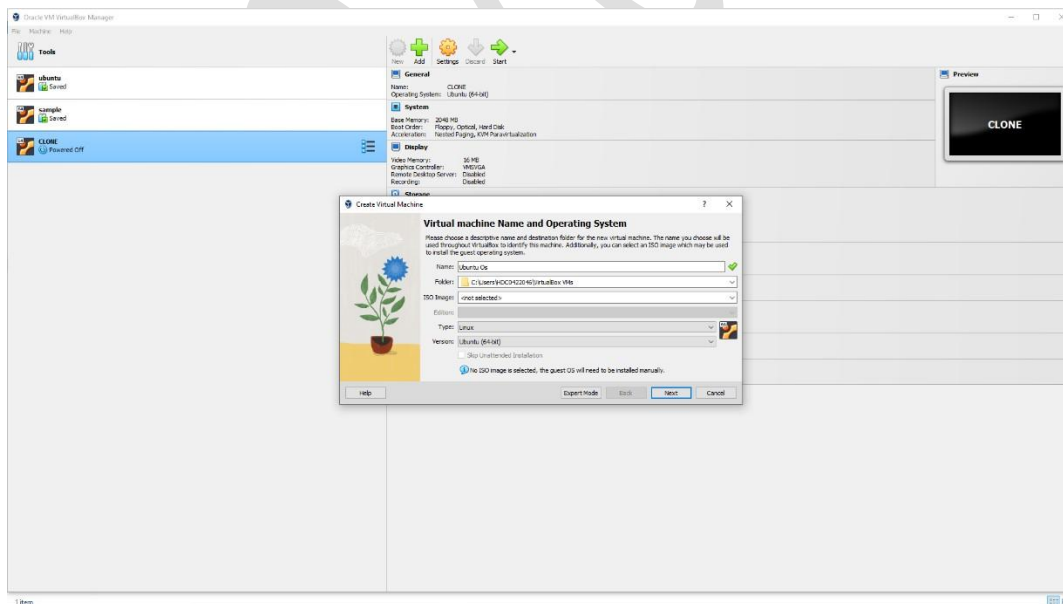 Oracle VM VirtualBox Manager
File Machine Help
Tools
New Add Settings Discard Start
ubuntu
Saved
sample
Saved
CLONE
Powered Off
General
Name: CLONE
Operating System: Ubuntu (64-bit)
System
Base Memory: 2048 MB
Boot Order: Floppy, Optical, Hard Disk
Acceleration: Nested Paging, KVM Paravirtualization
Display
Video Memory: 16 MB
Graphics Controller: VMSVGA
Remote Desktop Server: Disabled
Recording: Disabled
Storage
Preview
CLONE
Create Virtual Machine ? X
Virtual machine Name and Operating System
Please choose a descriptive name and destination folder for the new virtual machine. The name you choose will be
used throughout VirtualBox to identify this machine. Additionally, you can select an ISO image which may be used
to install the guest operating system.
Name: Ubuntu Os
Folder: C:\Users\HDC0422046\VirtualBox VMs
ISO Image: <not selected>
Edition:
Type: Linux
Version: Ubuntu (64-bit)
Skip Unattended Installation
No ISO image is selected, the guest OS will need to be installed manually.
Help Expert Mode Back Next Cancel
1 item